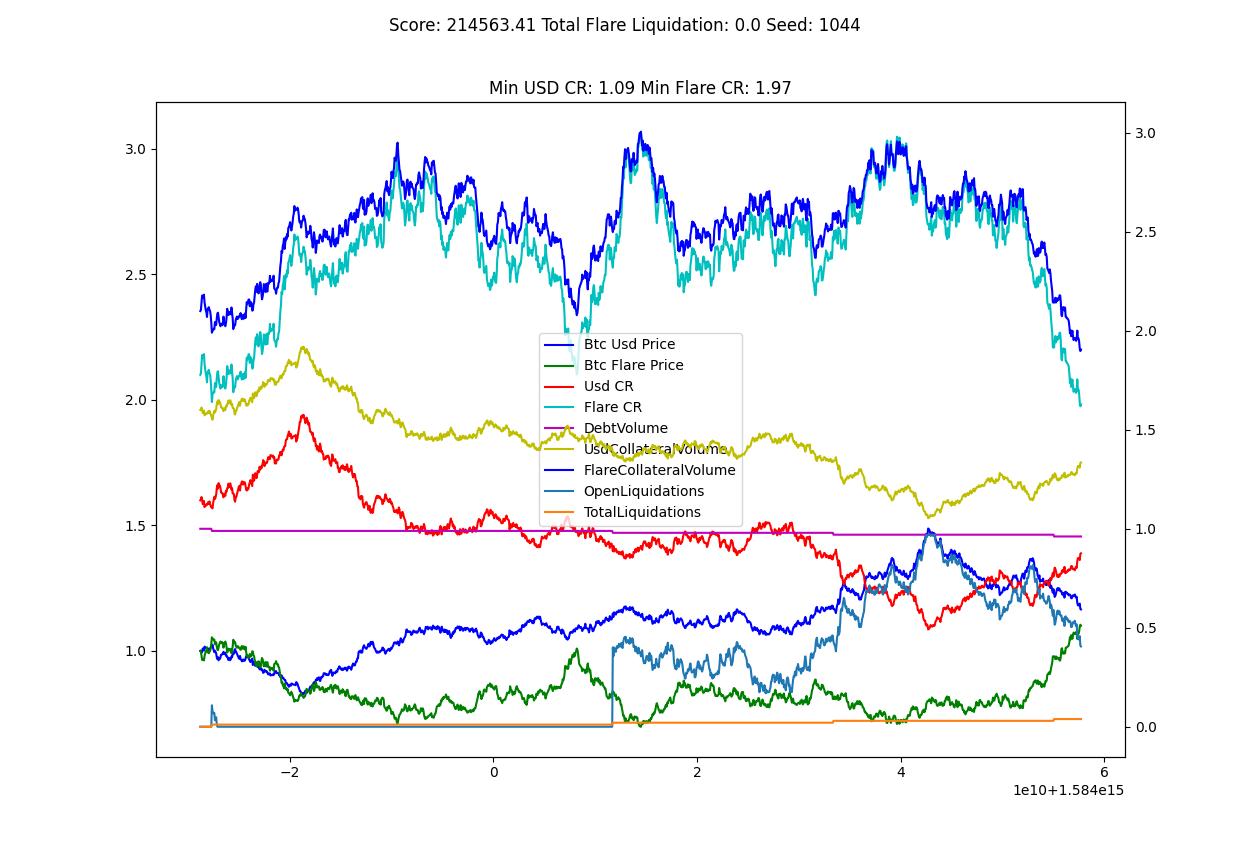 Score: 214563.41 Total Flare Liquidation: 0.0 Seed: 1044
Min USD CR: 1.09 Min Flare CR: 1.97
3.0
2.5
2.0
1.5
1.0
3.0
2.5
2.0
1.5
1.0
0.5
0.0
Btc Usd Price
Btc Flare Price
Usd CR
Flare CR
DebtVolume
UsdCollateralVolume
FlareCollateralVolume
OpenLiquidations
TotalLiquidations
−2
0
2
4
6
1e10+1.584e15